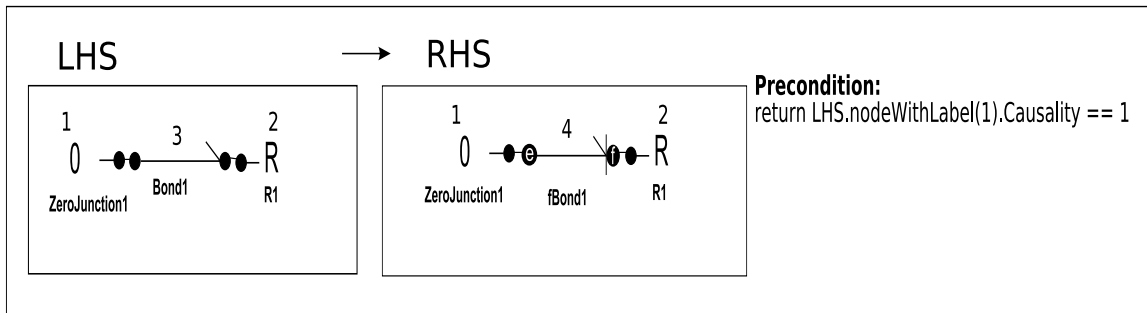 LHS
RHS
Precondition:
return LHS.nodeWithLabel(1).Causality == 1
1
3
2
0
R
Bond1
R1
ZeroJunction1
1
4
2
0
e
f
R
ZeroJunction1
fBond1
R1